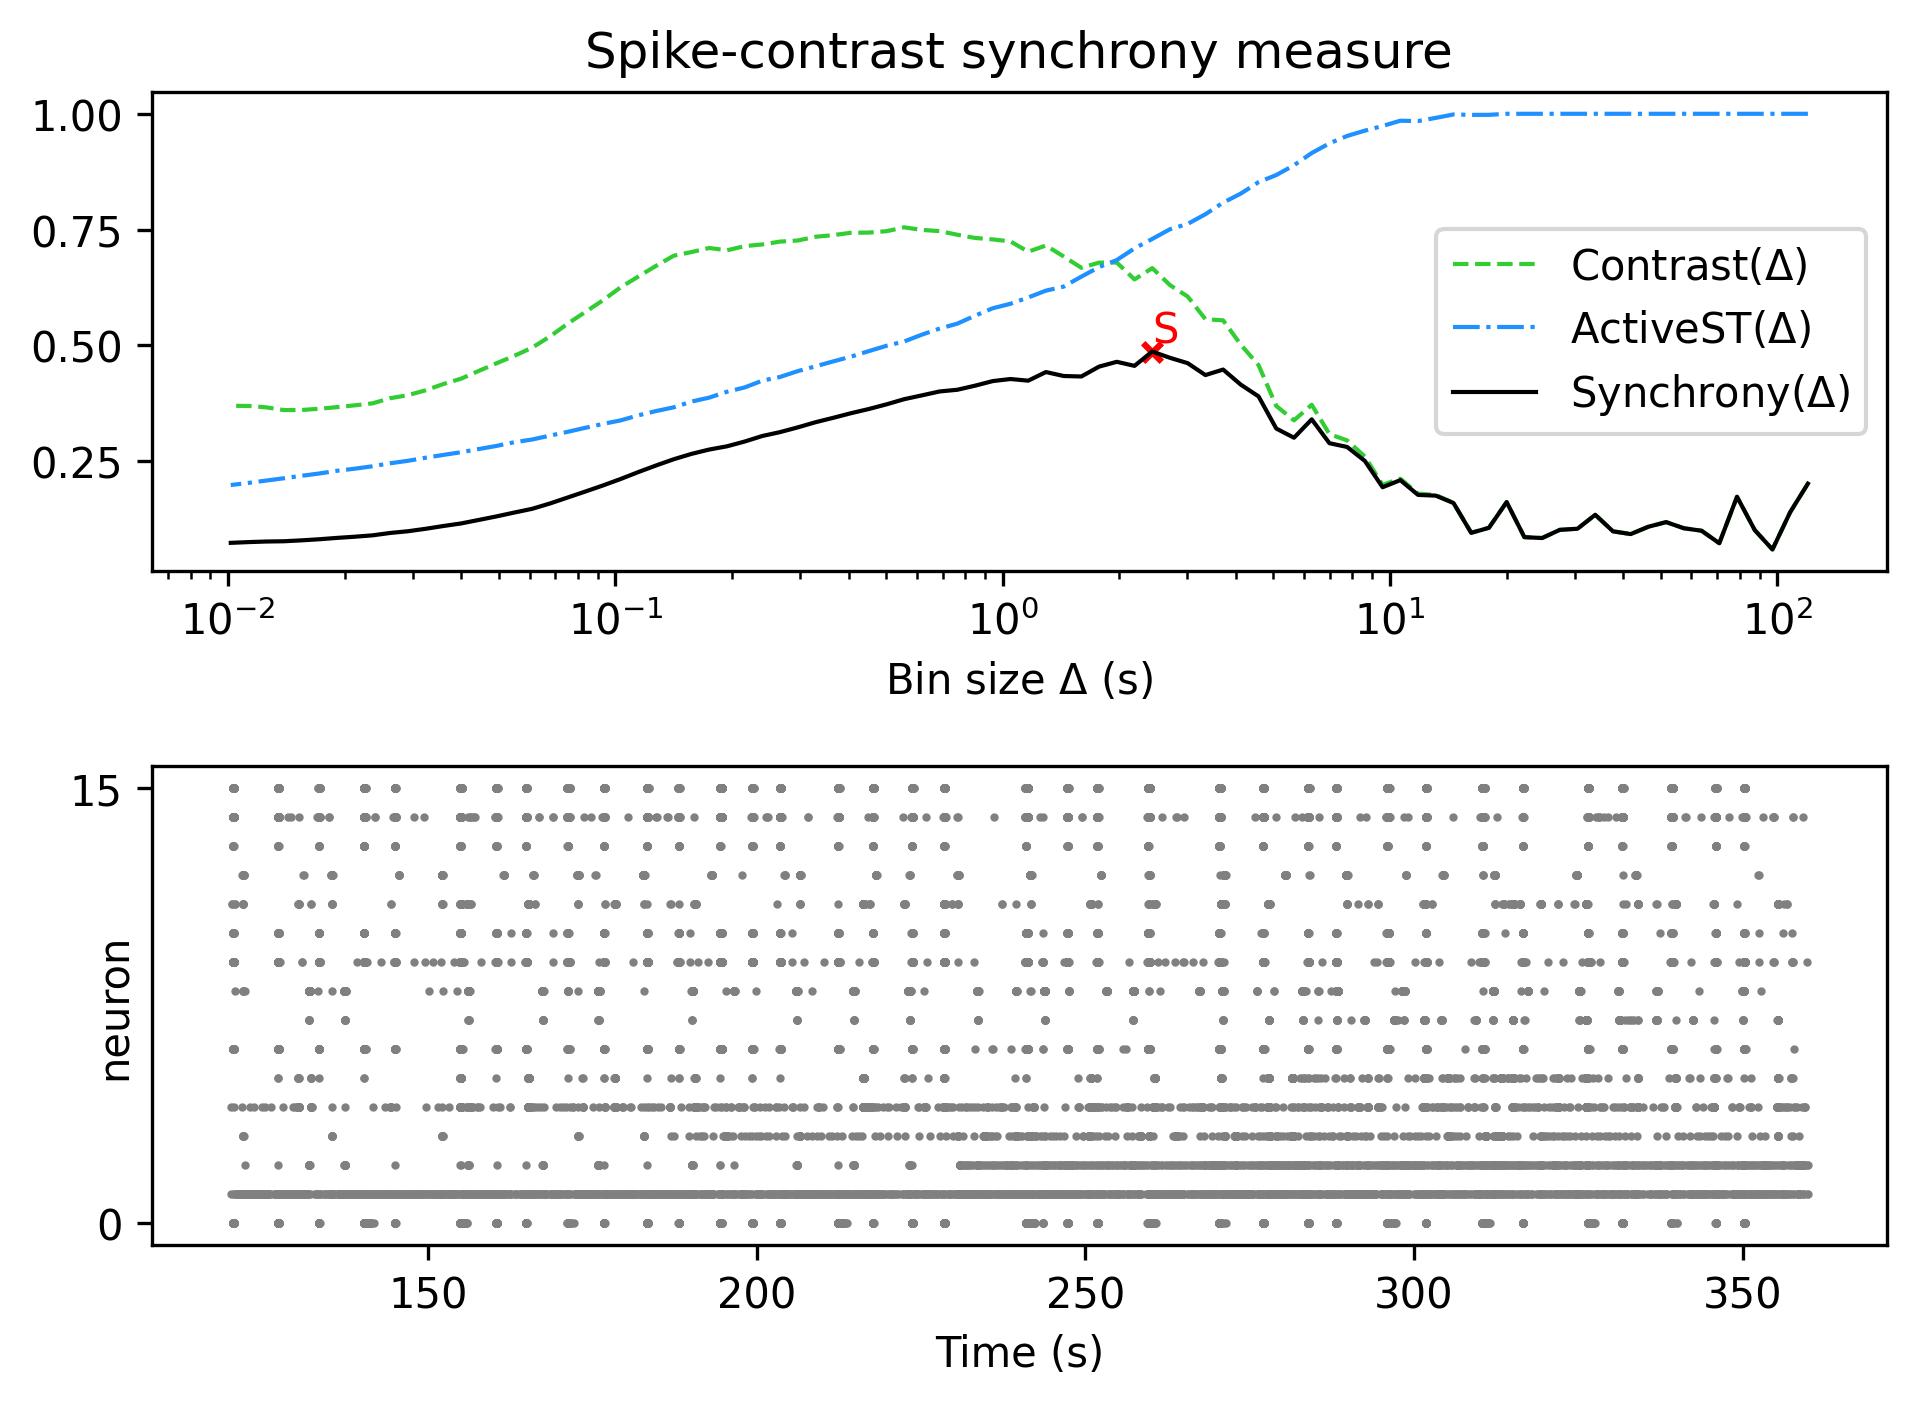 Spike-contrast synchrony measure
1.00
0.75
0.50
0.25
S
Contrast(Δ)
ActiveST(Δ)
Synchrony(Δ)
10⁻² 10⁻¹ 10⁰ 10¹ 10²
Bin size Δ (s)
15
neuron
0
150 200 250 300 350
Time (s)